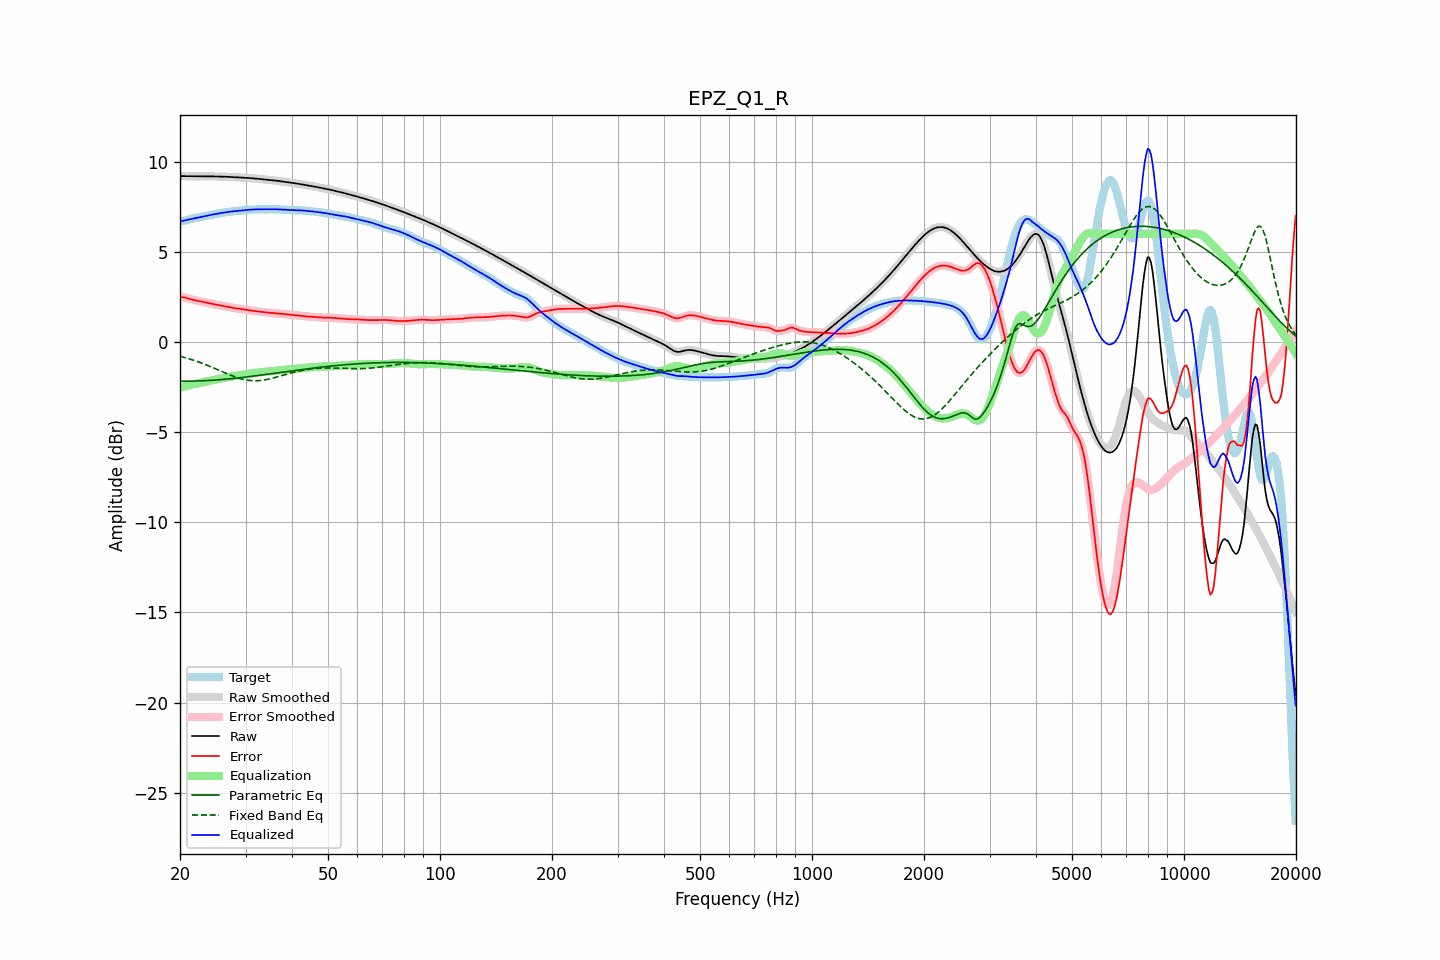 EPZ_Q1_R
Amplitude (dBr)
10
5
0
−5
−10
−15
−20
−25
Target
Raw Smoothed
Error Smoothed
Raw
Error
Equalization
Parametric Eq
Fixed Band Eq
Equalized
20
50
100
200
500
1000
2000
5000
10000
20000
Frequency (Hz)